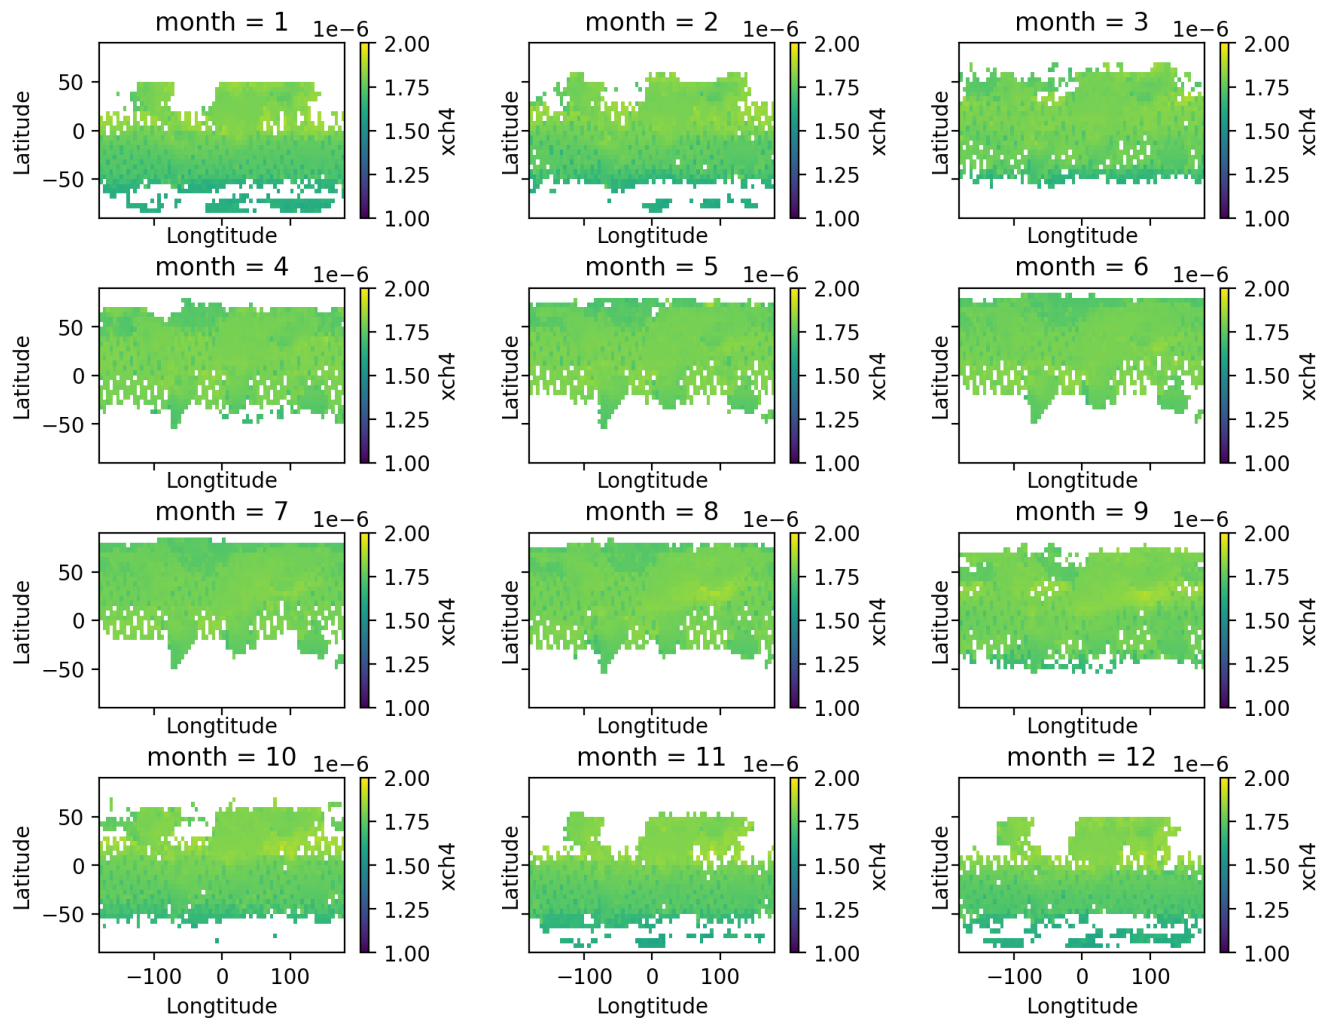 month = 1
1e−6
month = 2
1e−6
month = 3
1e−6
2.00
1.75
1.50
1.25
1.00
xch4
50
0
−50
Latitude
Longtitude
2.00
1.75
1.50
1.25
1.00
xch4
Latitude
Longtitude
2.00
1.75
1.50
1.25
1.00
xch4
Latitude
Longtitude
month = 4
1e−6
month = 5
1e−6
month = 6
1e−6
2.00
1.75
1.50
1.25
1.00
xch4
50
0
−50
Latitude
Longtitude
2.00
1.75
1.50
1.25
1.00
xch4
Latitude
Longtitude
2.00
1.75
1.50
1.25
1.00
xch4
Latitude
Longtitude
month = 7
1e−6
month = 8
1e−6
month = 9
1e−6
2.00
1.75
1.50
1.25
1.00
xch4
50
0
−50
Latitude
Longtitude
2.00
1.75
1.50
1.25
1.00
xch4
Latitude
Longtitude
2.00
1.75
1.50
1.25
1.00
xch4
Latitude
Longtitude
month = 10
1e−6
month = 11
1e−6
month = 12
1e−6
2.00
1.75
1.50
1.25
1.00
xch4
50
0
−50
Latitude
−100 0 100
Longtitude
2.00
1.75
1.50
1.25
1.00
xch4
Latitude
−100 0 100
Longtitude
2.00
1.75
1.50
1.25
1.00
xch4
Latitude
−100 0 100
Longtitude